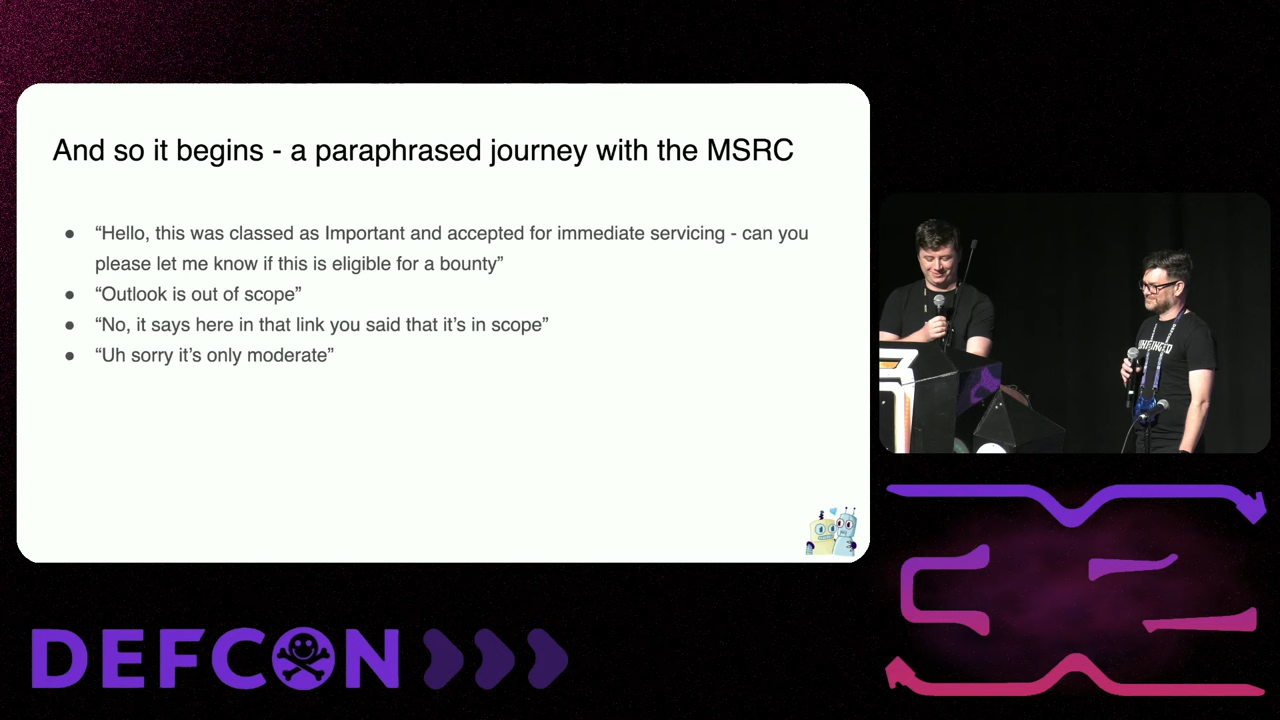 And so it begins - a paraphrased journey with the MSRC
● “Hello, this was classed as Important and accepted for immediate servicing - can you
please let me know if this is eligible for a bounty”
● “Outlook is out of scope”
● “No, it says here in that link you said that it’s in scope”
● “Uh sorry it’s only moderate”
DEFCON